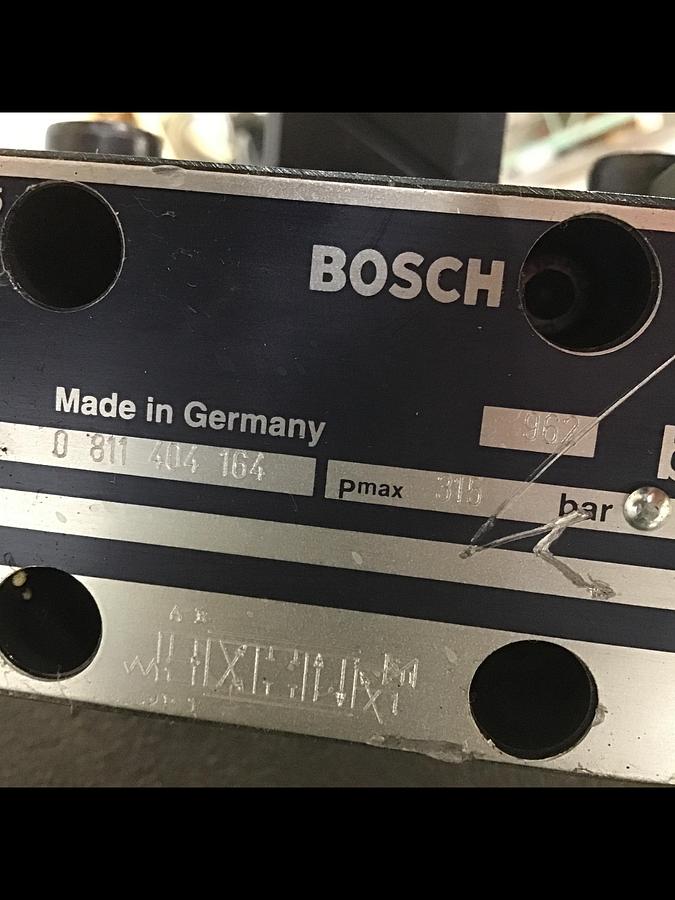 BOSCH
Made in Germany
962
0 811 404 164
Pmax 315 bar
A B